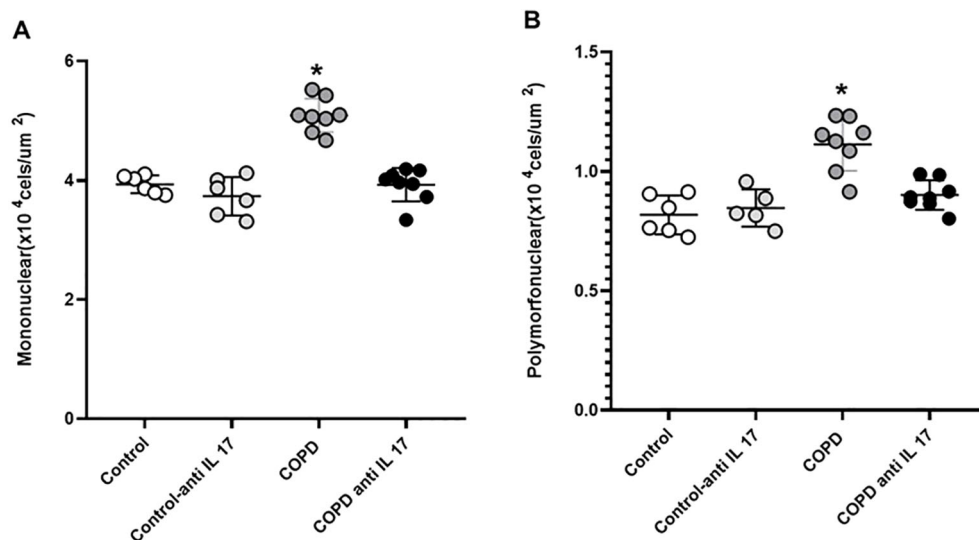 A
Mononuclear(x10 ⁴cels/um ²)
6
4
2
0
*
Control
Control-anti IL 17
COPD
COPD anti IL 17
B
Polymorfonuclear(x10 ⁴cels/um ²)
1.5
1.0
0.5
0.0
*
Control
Control-anti IL 17
COPD
COPD anti IL 17